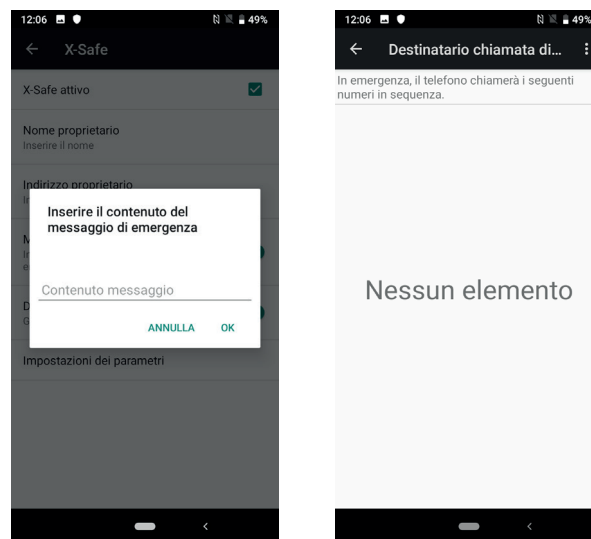 12:06 49%
X-Safe
X-Safe attivo
Nome proprietario
Inserire il nome
Indirizzo proprietario
Inserire il contenuto del
messaggio di emergenza
Contenuto messaggio
ANNULLA OK
Impostazioni dei parametri
12:06 49%
Destinatario chiamata di...
In emergenza, il telefono chiamerà i seguenti
numeri in sequenza.
Nessun elemento